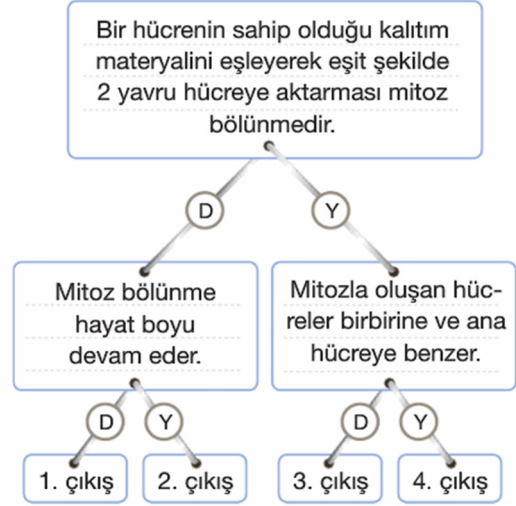 Bir hücrenin sahip olduğu kalıtım
materyalini eşleyerek eşit şekilde
2 yavru hücreye aktarması mitoz
bölünmedir.
D
Y
Mitoz bölünme
hayat boyu
devam eder.
Mitozla oluşan hüc-
reler birbirine ve ana
hücreye benzer.
D
Y
D
Y
1. çıkış
2. çıkış
3. çıkış
4. çıkış